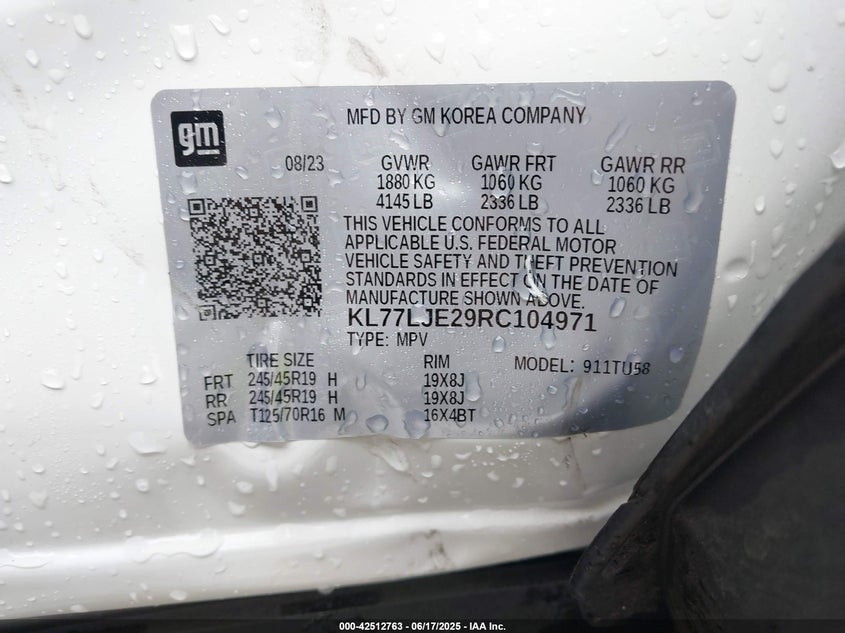 MFD BY GM KOREA COMPANY
gm
08/23 GVWR GAWR FRT GAWR RR
1880 KG 1060 KG 1060 KG
4145 LB 2336 LB 2336 LB
THIS VEHICLE CONFORMS TO ALL
APPLICABLE U.S. FEDERAL MOTOR
VEHICLE SAFETY AND THEFT PREVENTION
STANDARDS IN EFFECT ON THE DATE OF
MANUFACTURE SHOWN ABOVE.
KL77LJE29RC104971
TYPE: MPV
TIRE SIZE RIM MODEL: 911TU58
FRT 245/45R19 H 19X8J
RR 245/45R19 H 19X8J
SPA T125/70R16 M 16X4BT
000-42512763 - 06/17/2025 - IAA Inc.